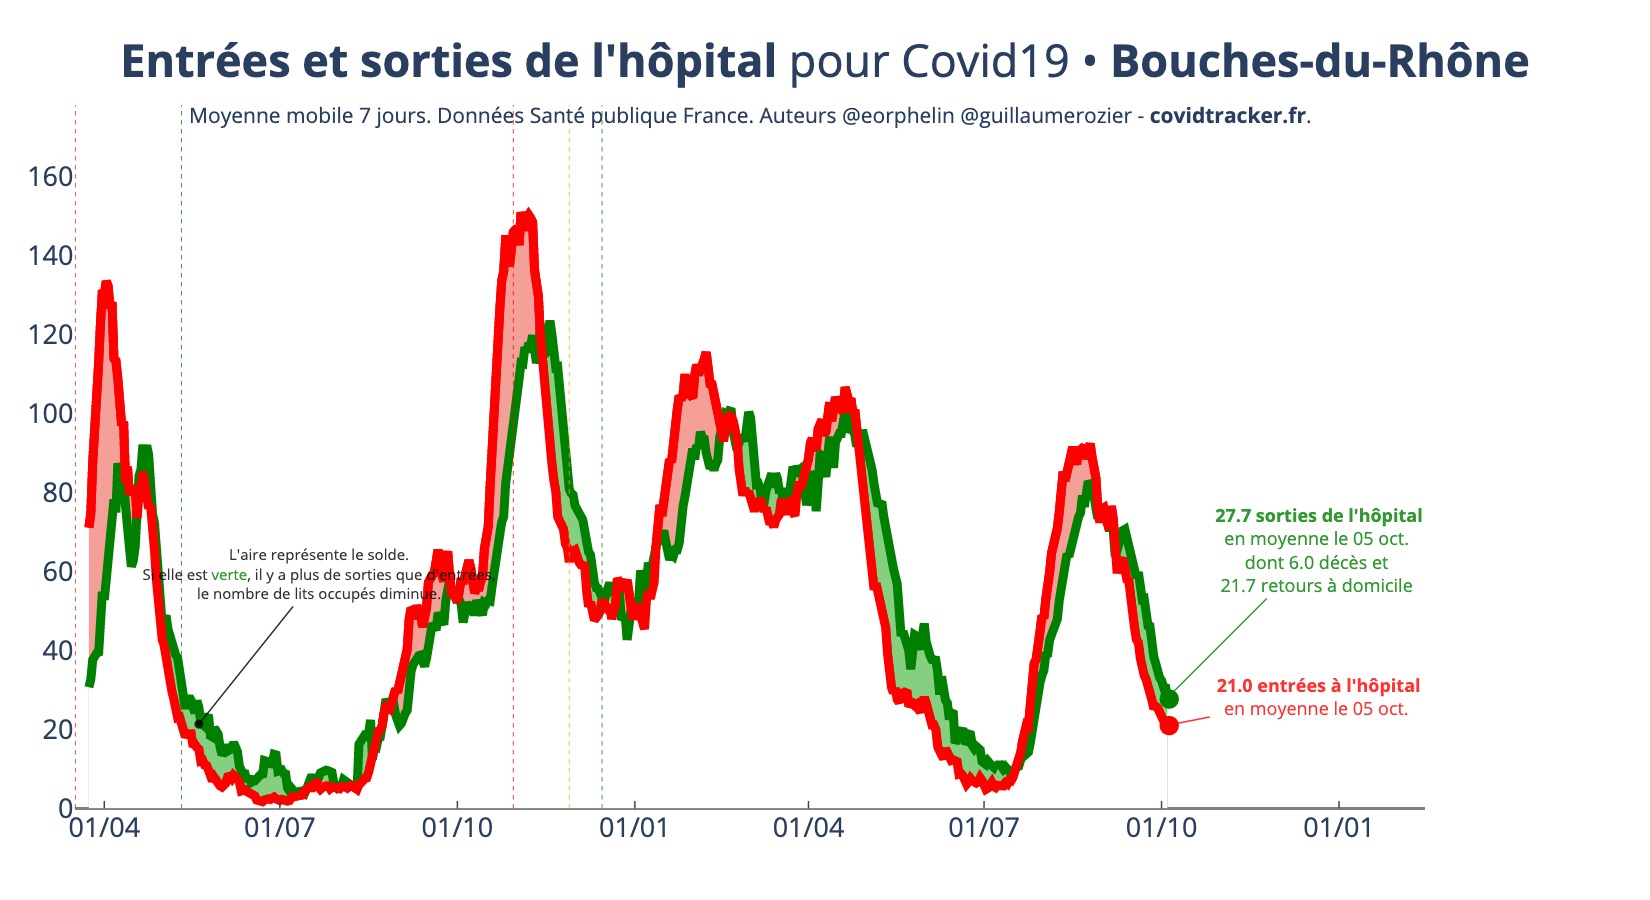 Entrées et sorties de l'hôpital pour Covid19 • Bouches-du-Rhône
Moyenne mobile 7 jours. Données Santé publique France. Auteurs @eorphelin @guillaumerozier - covidtracker.fr.
160
140
120
100
80
60
40
20
0
L'aire représente le solde.
Si elle est verte, il y a plus de sorties que d'entrées,
le nombre de lits occupés diminue.
27.7 sorties de l'hôpital
en moyenne le 05 oct.
dont 6.0 décès et
21.7 retours à domicile
21.0 entrées à l'hôpital
en moyenne le 05 oct.
01/04 01/07 01/10 01/01 01/04 01/07 01/10 01/01